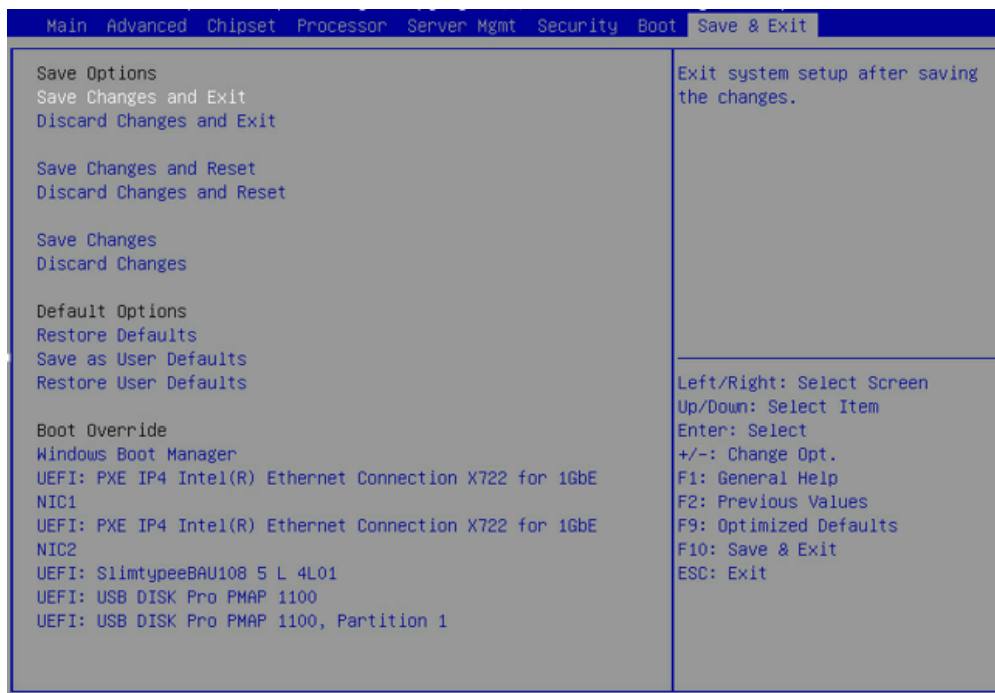 Main Advanced Chipset Processor Server Mgmt Security Boot Save & Exit
Save Options
Save Changes and Exit
Discard Changes and Exit
Save Changes and Reset
Discard Changes and Reset
Save Changes
Discard Changes
Default Options
Restore Defaults
Save as User Defaults
Restore User Defaults
Boot Override
Windows Boot Manager
UEFI: PXE IP4 Intel(R) Ethernet Connection X722 for 1GbE
NIC1
UEFI: PXE IP4 Intel(R) Ethernet Connection X722 for 1GbE
NIC2
UEFI: SlimtypeeBAU108 5 L 4L01
UEFI: USB DISK Pro PMAP 1100
UEFI: USB DISK Pro PMAP 1100, Partition 1
Exit system setup after saving
the changes.
Left/Right: Select Screen
Up/Down: Select Item
Enter: Select
+/-: Change Opt.
F1: General Help
F2: Previous Values
F9: Optimized Defaults
F10: Save & Exit
ESC: Exit